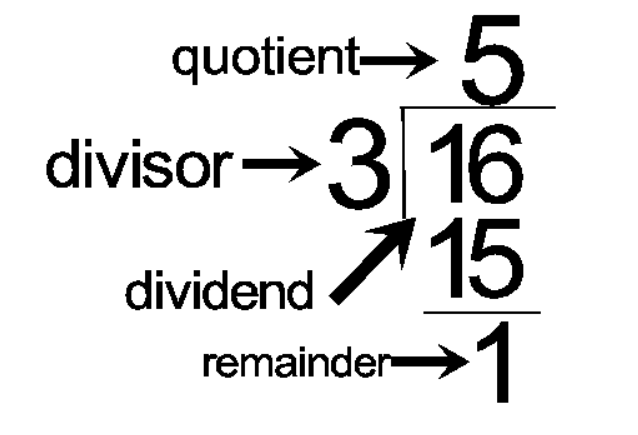 quotient 5
divisor 3 16
dividend 15
remainder 1